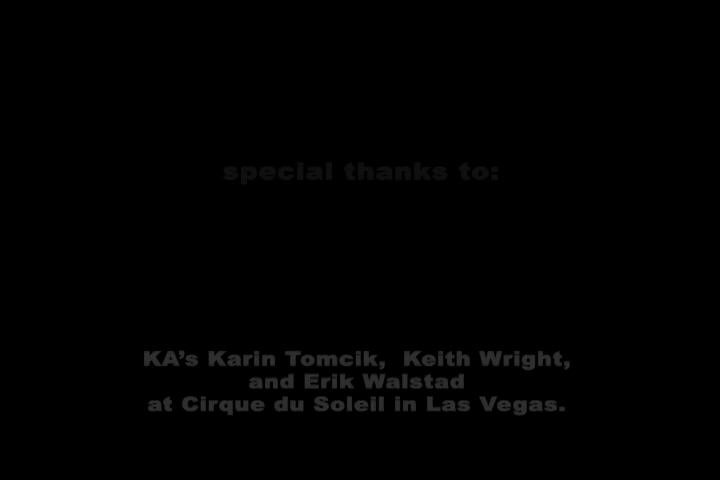 special thanks to:
KA’s Karin Tomcik,  Keith Wright,
and Erik Walstad
at Cirque du Soleil in Las Vegas.